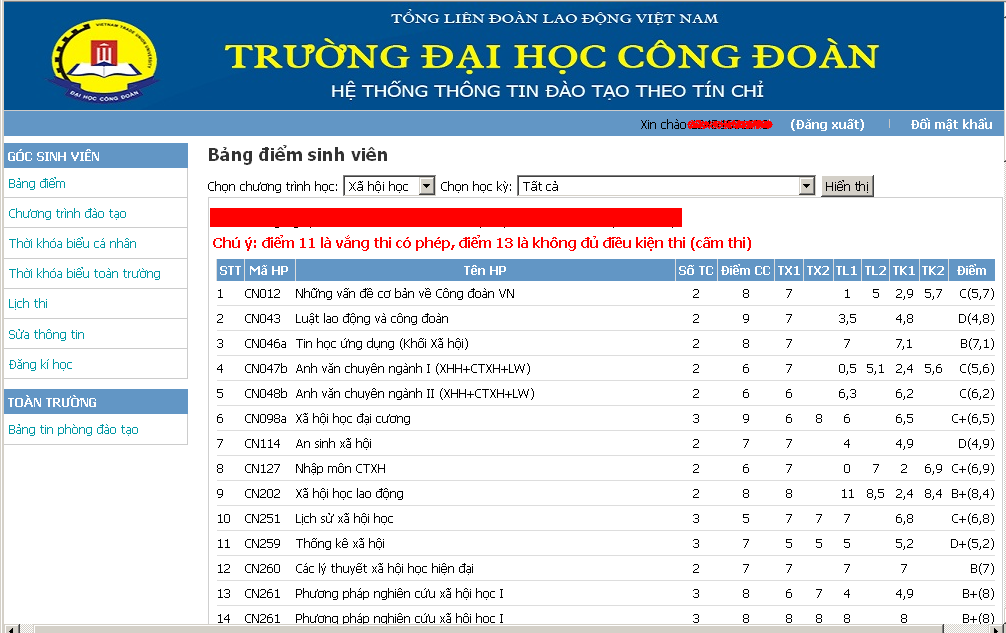 TỔNG LIÊN ĐOÀN LAO ĐỘNG VIỆT NAM
TRƯỜNG ĐẠI HỌC CÔNG ĐOÀN
HỆ THỐNG THÔNG TIN ĐÀO TẠO THEO TÍN CHỈ
VIETNAM TRADE UNION UNIVERSITY
ĐẠI HỌC CÔNG ĐOÀN
Xin chào (Đăng xuất) | Đổi mật khẩu
GÓC SINH VIÊN
Bảng điểm
Chương trình đào tạo
Thời khóa biểu cá nhân
Thời khóa biểu toàn trường
Lịch thi
Sửa thông tin
Đăng kí học
TOÀN TRƯỜNG
Bảng tin phòng đào tạo
Bảng điểm sinh viên
Chọn chương trình học: Xã hội học Chọn học kỳ: Tất cả Hiển thị
Chú ý: điểm 11 là vắng thi có phép, điểm 13 là không đủ điều kiện thi (cấm thi)
STT Mã HP Tên HP Số TC Điểm CC TX1 TX2 TL1 TL2 TK1 TK2 Điểm
1 CN012 Những vấn đề cơ bản về Công đoàn VN 2 8 7 1 5 2,9 5,7 C(5,7)
2 CN043 Luật lao động và công đoàn 2 9 7 3,5 4,8 D(4,8)
3 CN046a Tin học ứng dụng (Khối Xã hội) 2 8 7 7 7,1 B(7,1)
4 CN047b Anh văn chuyên ngành I (XHH+CTXH+LW) 2 6 7 0,5 5,1 2,4 5,6 C(5,6)
5 CN048b Anh văn chuyên ngành II (XHH+CTXH+LW) 2 6 6 6,3 6,2 C(6,2)
6 CN098a Xã hội học đại cương 3 9 6 8 6 6,5 C+(6,5)
7 CN114 An sinh xã hội 2 7 7 4 4,9 D(4,9)
8 CN127 Nhập môn CTXH 2 6 7 0 7 2 6,9 C+(6,9)
9 CN202 Xã hội học lao động 2 8 8 11 8,5 2,4 8,4 B+(8,4)
10 CN251 Lịch sử xã hội học 3 5 7 7 7 6,8 C+(6,8)
11 CN259 Thống kê xã hội 3 7 5 5 5 5,2 D+(5,2)
12 CN260 Các lý thuyết xã hội học hiện đại 2 7 7 7 7 B(7)
13 CN261 Phương pháp nghiên cứu xã hội học I 3 8 6 7 4 4,9 B+(8)
14 CN261 Phương pháp nghiên cứu xã hội học I 3 8 8 8 8 8 B+(8)